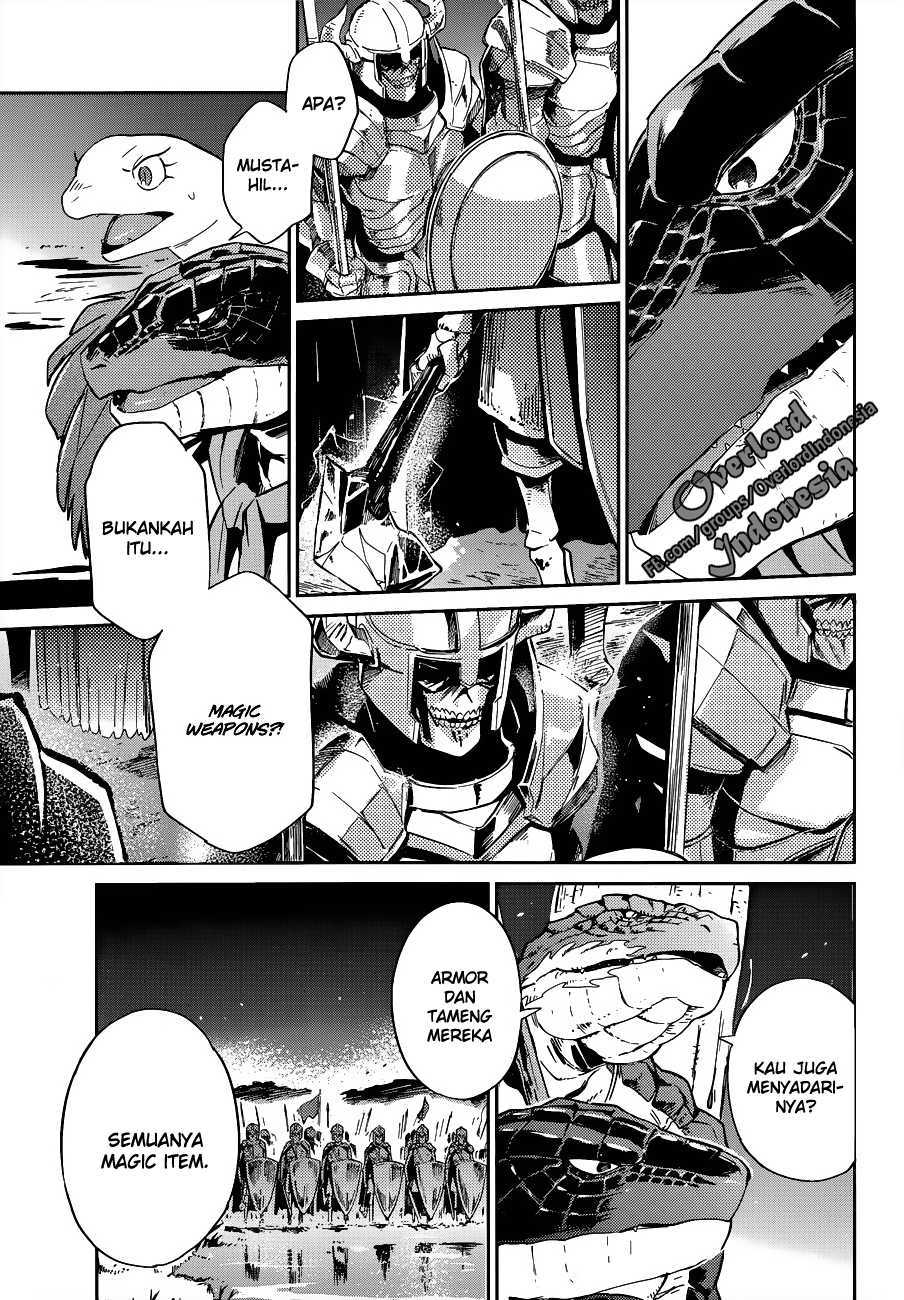 APA?
MUSTA-
HIL...
BUKANKAH
ITU...
MAGIC
WEAPONS?!
KAU JUGA
MENYADARI-
NYA?
ARMOR
DAN
TAMENG
MEREKA
SEMUANYA
MAGIC ITEM.
Overlord
FB.com/groups/OverlordIndonesia
Indonesia